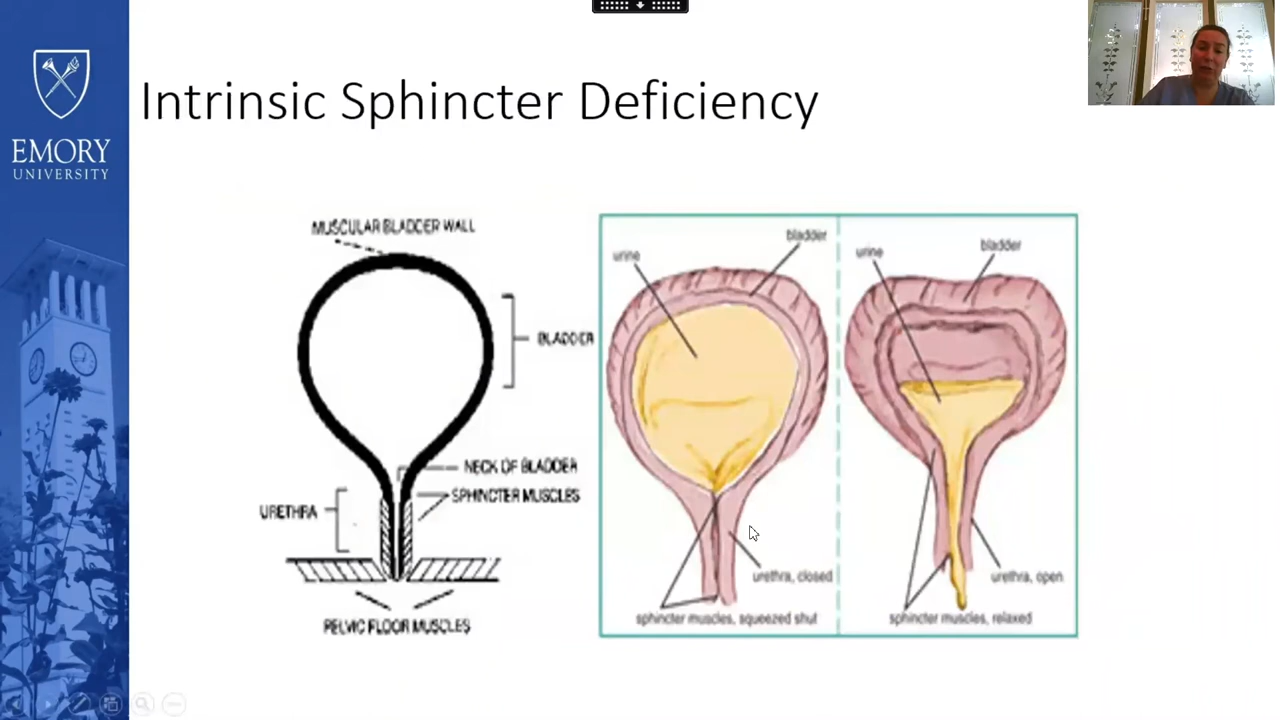 Intrinsic Sphincter Deficiency
EMORY
UNIVERSITY
MUSCULAR BLADDER WALL
BLADDER
NECK OF BLADDER
SPHINCTER MUSCLES
URETHRA
PELVIC FLOOR MUSCLES
urine
bladder
urethra, closed
sphincter muscles, squeezed shut
urine
bladder
urethra, open
sphincter muscles, relaxed